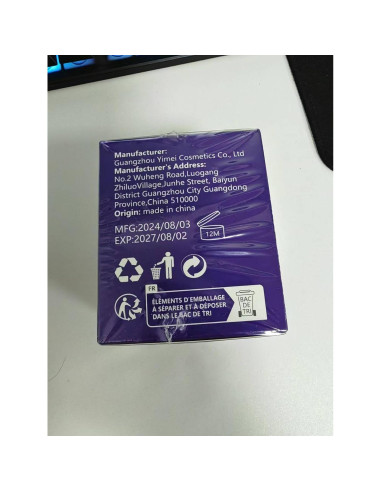 Manufacturer:
Guangzhou Yimei Cosmetics Co., Ltd
Manufacturer's Address:
No.2 Wuheng Road,Luogang
ZhiluoVillage,Junhe Street, Baiyun
District Guangzhou City Guangdong
Province,China 510000
Origin: made in china
MFG:2024/08/03
EXP:2027/08/02
12M
FR
ÉLÉMENTS D'EMBALLAGE
À SÉPARER ET À DÉPOSER
DANS LE BAC DE TRI
BAC
DE
TRI